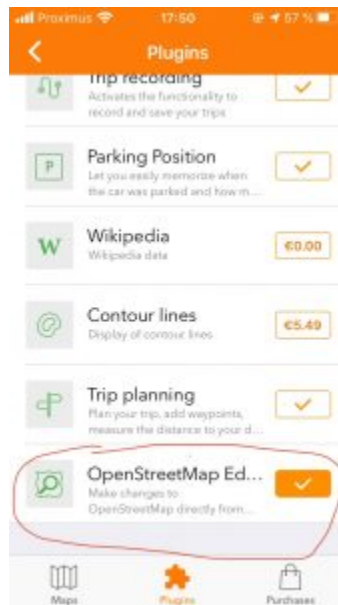 Proximus 17:50 57 %
Plugins
Trip recording
Activates the functionality to
record and save your trips
P
Parking Position
Let you easily memorize when
the car was parked and how m...
W
Wikipedia
Wikipedia data
€0.00
Contour lines
Display of contour lines
€5.49
Trip planning
Plan your trip, add waypoints,
measure the distance to your d...
OpenStreetMap Ed...
Make changes to
OpenStreetMap directly from...
Maps Plugins Purchases